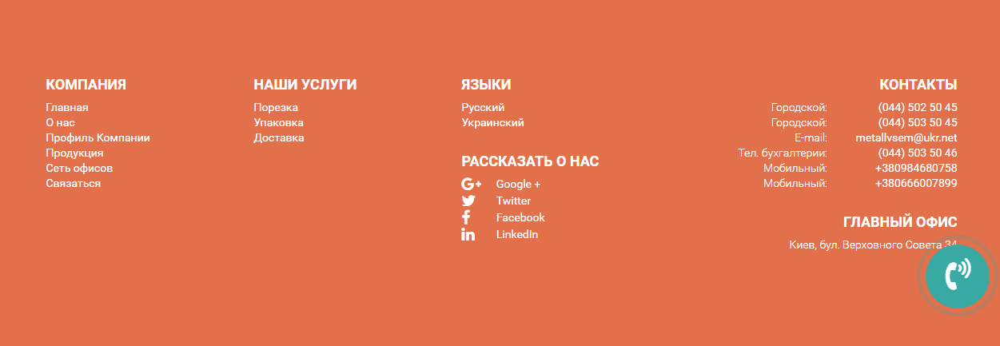 КОМПАНИЯ
Главная
О нас
Профиль Компании
Продукция
Сеть офисов
Связаться
НАШИ УСЛУГИ
Порезка
Упаковка
Доставка
ЯЗЫКИ
Русский
Украинский
РАССКАЗАТЬ О НАС
Google +
Twitter
Facebook
LinkedIn
КОНТАКТЫ
Городской: (044) 502 50 45
Городской: (044) 503 50 45
E-mail: metallvsem@ukr.net
Тел. бухгалтерии: (044) 503 50 46
Мобильный: +380984680758
Мобильный: +380666007899
ГЛАВНЫЙ ОФИС
Киев, бул. Верховного Совета 34